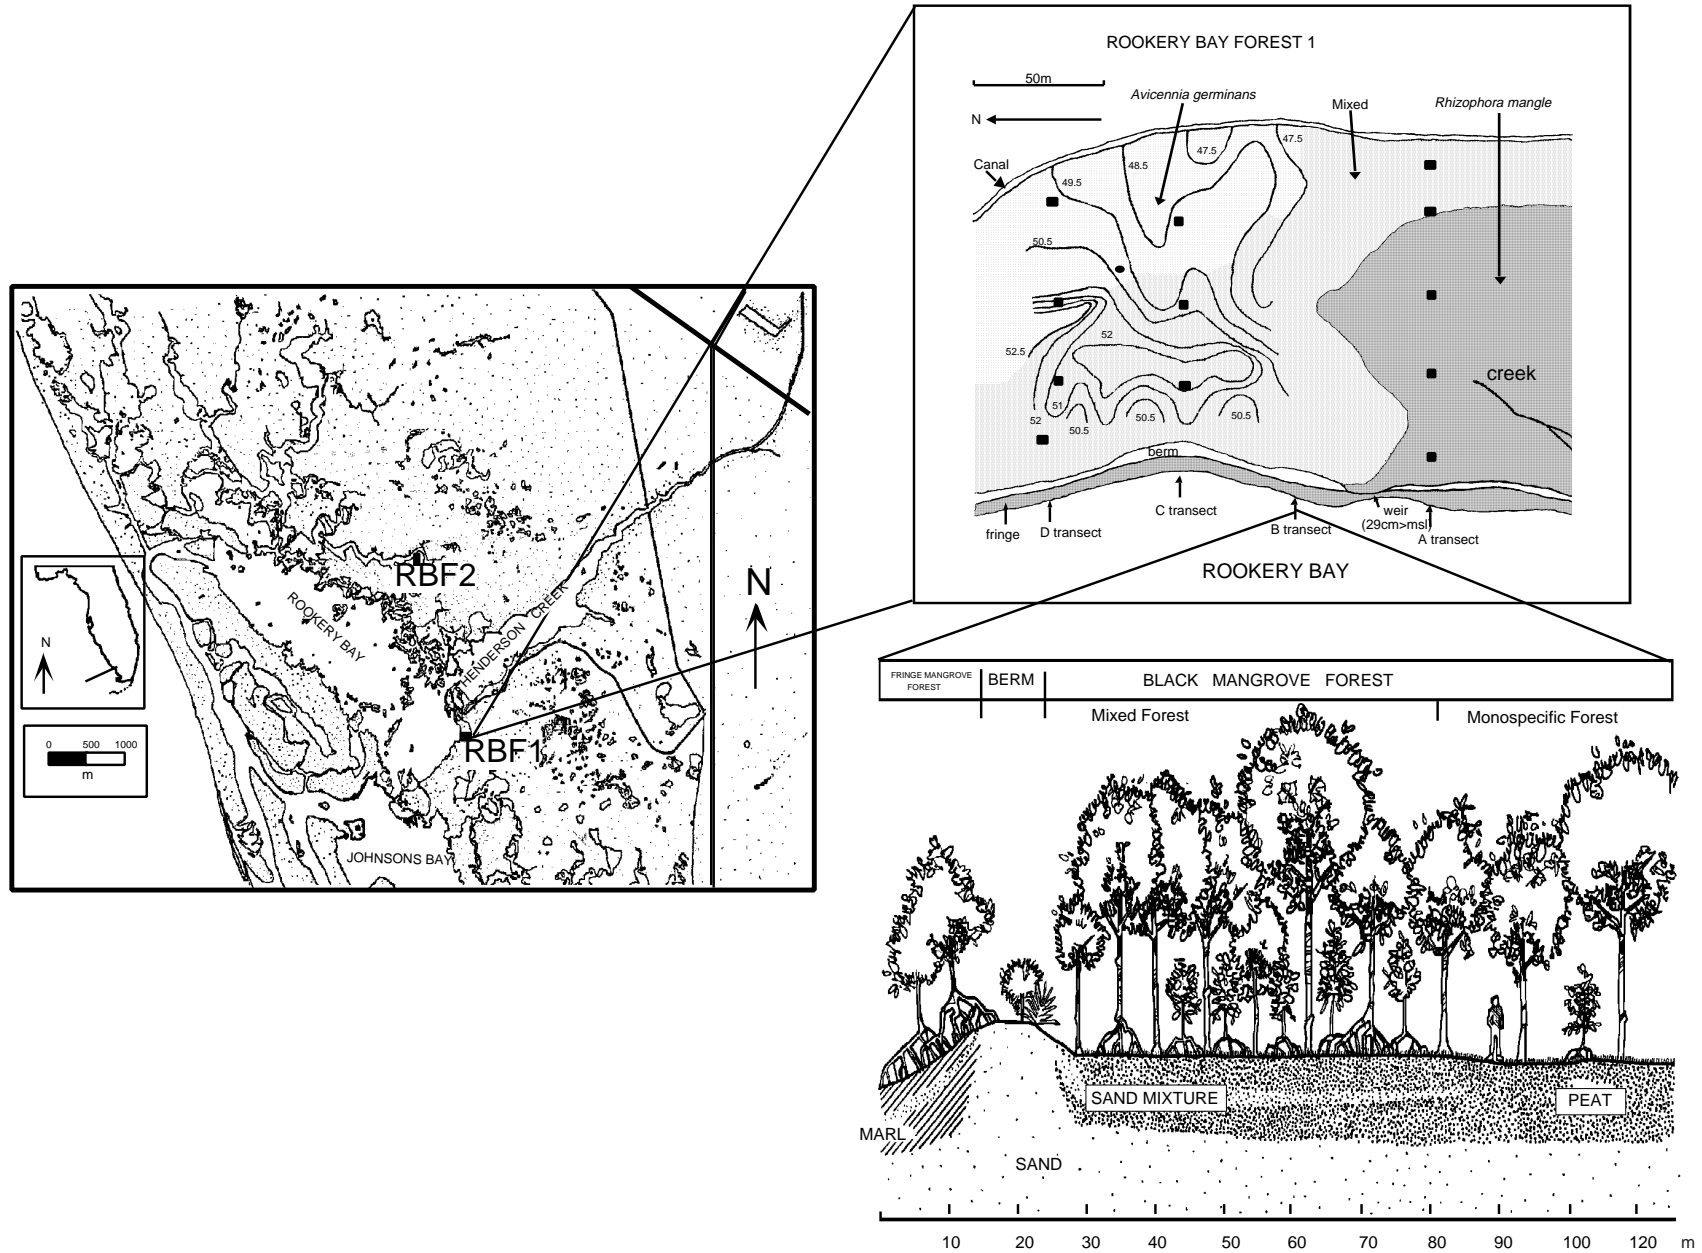 ROOKERY BAY FOREST 1
50m
Avicennia germinans
Mixed
Rhizophora mangle
N
Canal
47.5
47.5
48.5
49.5
50.5
52
52.5
51
52
50.5
50.5
50.5
creek
berm
fringe
D transect
C transect
B transect
weir
(29cm>msl)
A transect
ROOKERY BAY
RBF2
ROOKERY BAY
HENDERSON CREEK
N
RBF1
JOHNSONS BAY
N
0 500 1000
m
FRINGE MANGROVE
FOREST
BERM
BLACK MANGROVE FOREST
Mixed Forest
Monospecific Forest
SAND MIXTURE
PEAT
MARL
SAND
10 20 30 40 50 60 70 80 90 100 120 m